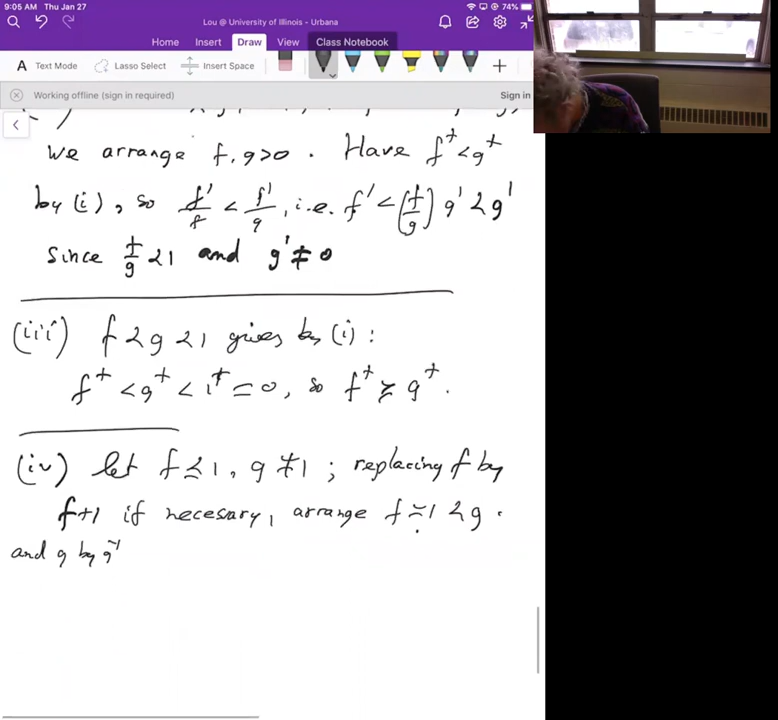 9:05 AM Thu Jan 27
74%
Lou @ University of Illinois - Urbana
Home Insert Draw View Class Notebook
A Text Mode Lasso Select Insert Space
Working offline (sign in required) Sign in
We arrange f, g>0 . Have f† < g†
by (i), so f'/f < g'/g, i.e. f' < (f/g) g' ≺ g'
since f/g ≺ 1 and g' ≠ 0
(iii) f ≺ g ≺ 1 gives by (i) :
f† < g† < 1† = 0, so f† ≽ g† .
(iv) let f ≼ 1, g ≭ 1 ; replacing f by
f+1 if necesary, arrange f ≍ 1 ≺ g .
and g by g⁻¹